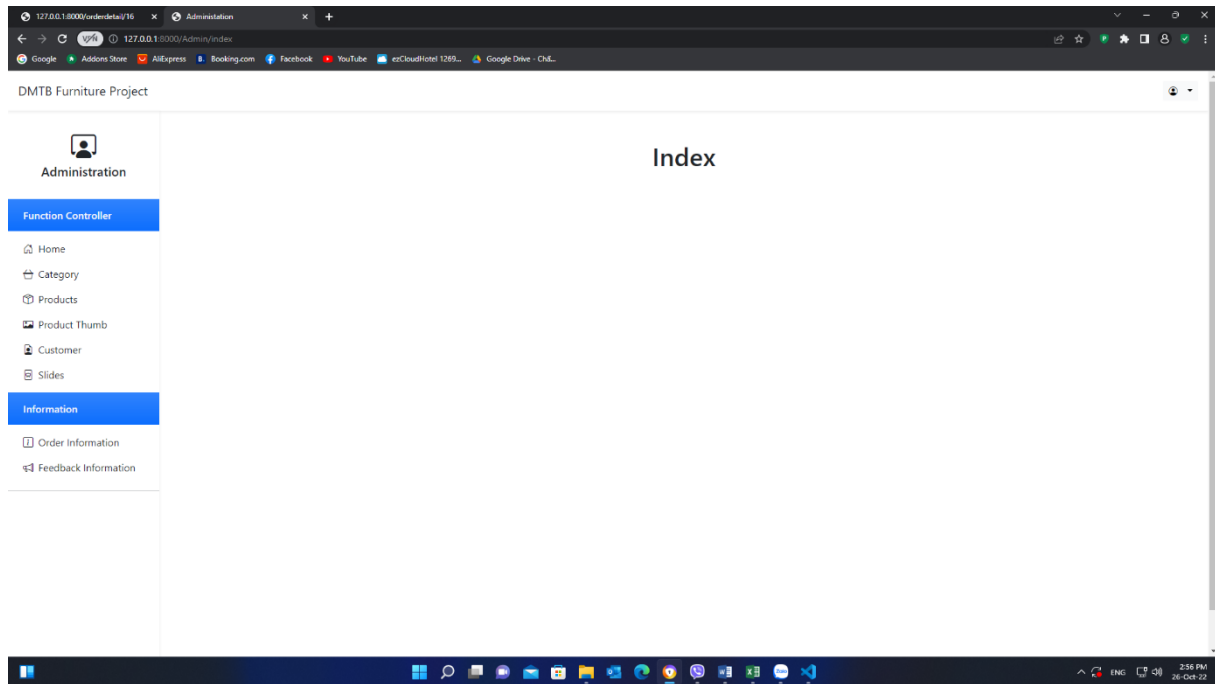 127.0.0.1:8000/orderdetail/16
Administation
VPN
127.0.0.1:8000/Admin/index
Google
Addons Store
AliExpress
Booking.com
Facebook
YouTube
ezCloudHotel 1269...
Google Drive - Ch&...
DMTB Furniture Project
Index
Administration
Function Controller
Home
Category
Products
Product Thumb
Customer
Slides
Information
Order Information
Feedback Information
ENG
2:56 PM
26-Oct-22